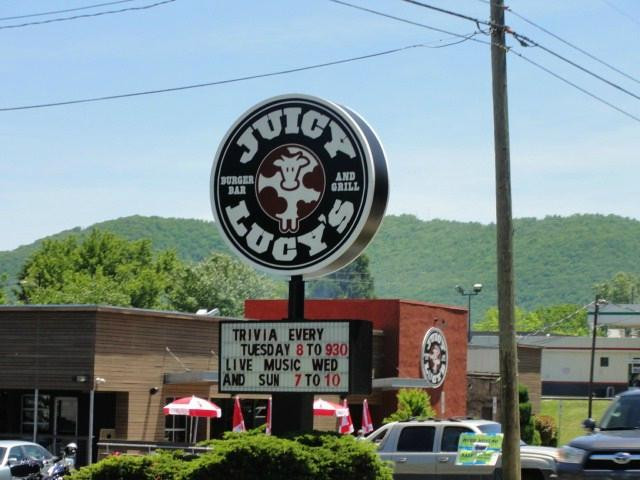 JUICY
BURGER
BAR
AND
GRILL
LUCY'S
TRIVIA EVERY
TUESDAY 8 TO 930
LIVE MUSIC WED
AND SUN 7 TO 10